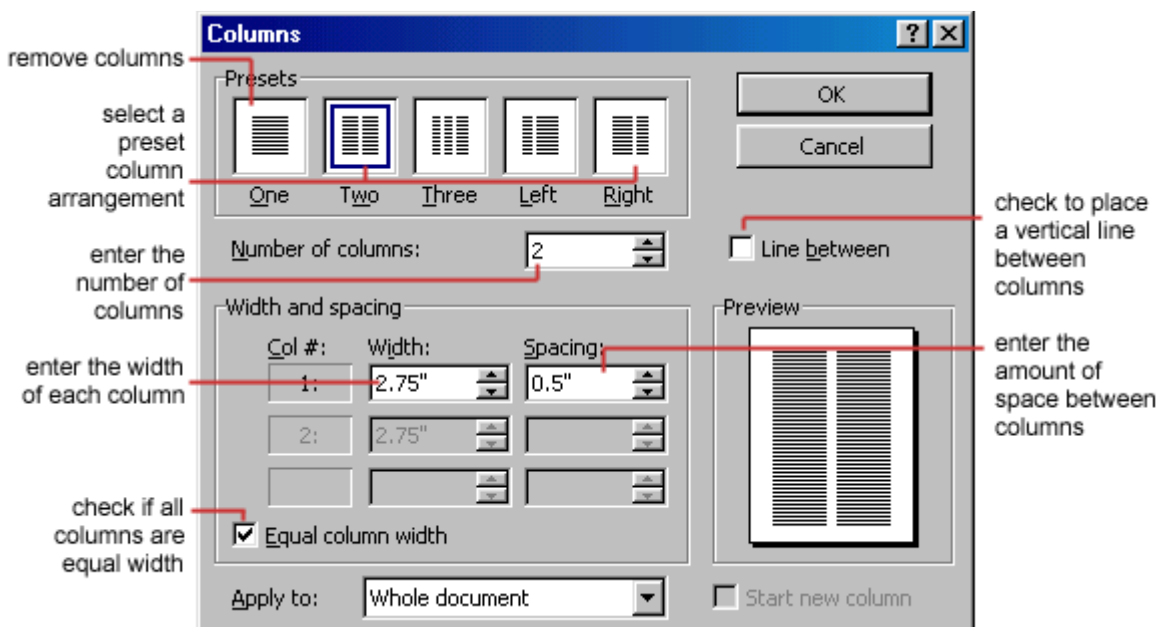 Columns
remove columns
Presets
OK
select a
preset
column
arrangement
Cancel
One Two Three Left Right
check to place
a vertical line
between
columns
enter the
number of
columns
Number of columns: 2
Line between
Width and spacing
Preview
Col #: Width: Spacing:
enter the width
of each column
1: 2.75" 0.5"
enter the
amount of
space between
columns
2: 2.75"
check if all
columns are
equal width
Equal column width
Apply to: Whole document
Start new column